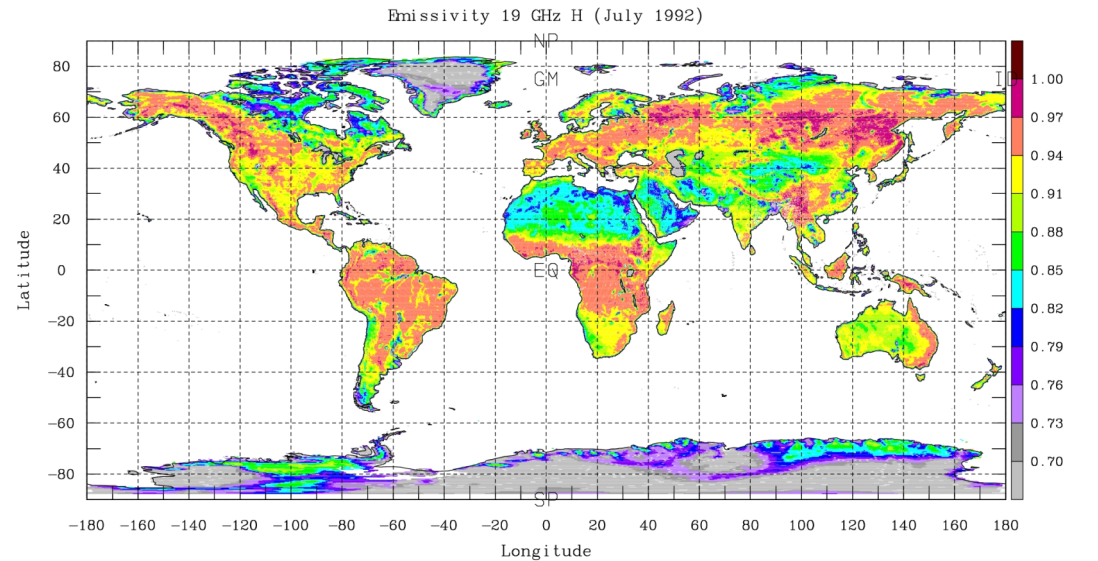 Emissivity 19 GHz H (July 1992)
NP
GM
ID
EQ
SP
Latitude
80
60
40
20
0
−20
−40
−60
−80
−180 −160 −140 −120 −100 −80 −60 −40 −20 0 20 40 60 80 100 120 140 160 180
Longitude
1.00
0.97
0.94
0.91
0.88
0.85
0.82
0.79
0.76
0.73
0.70